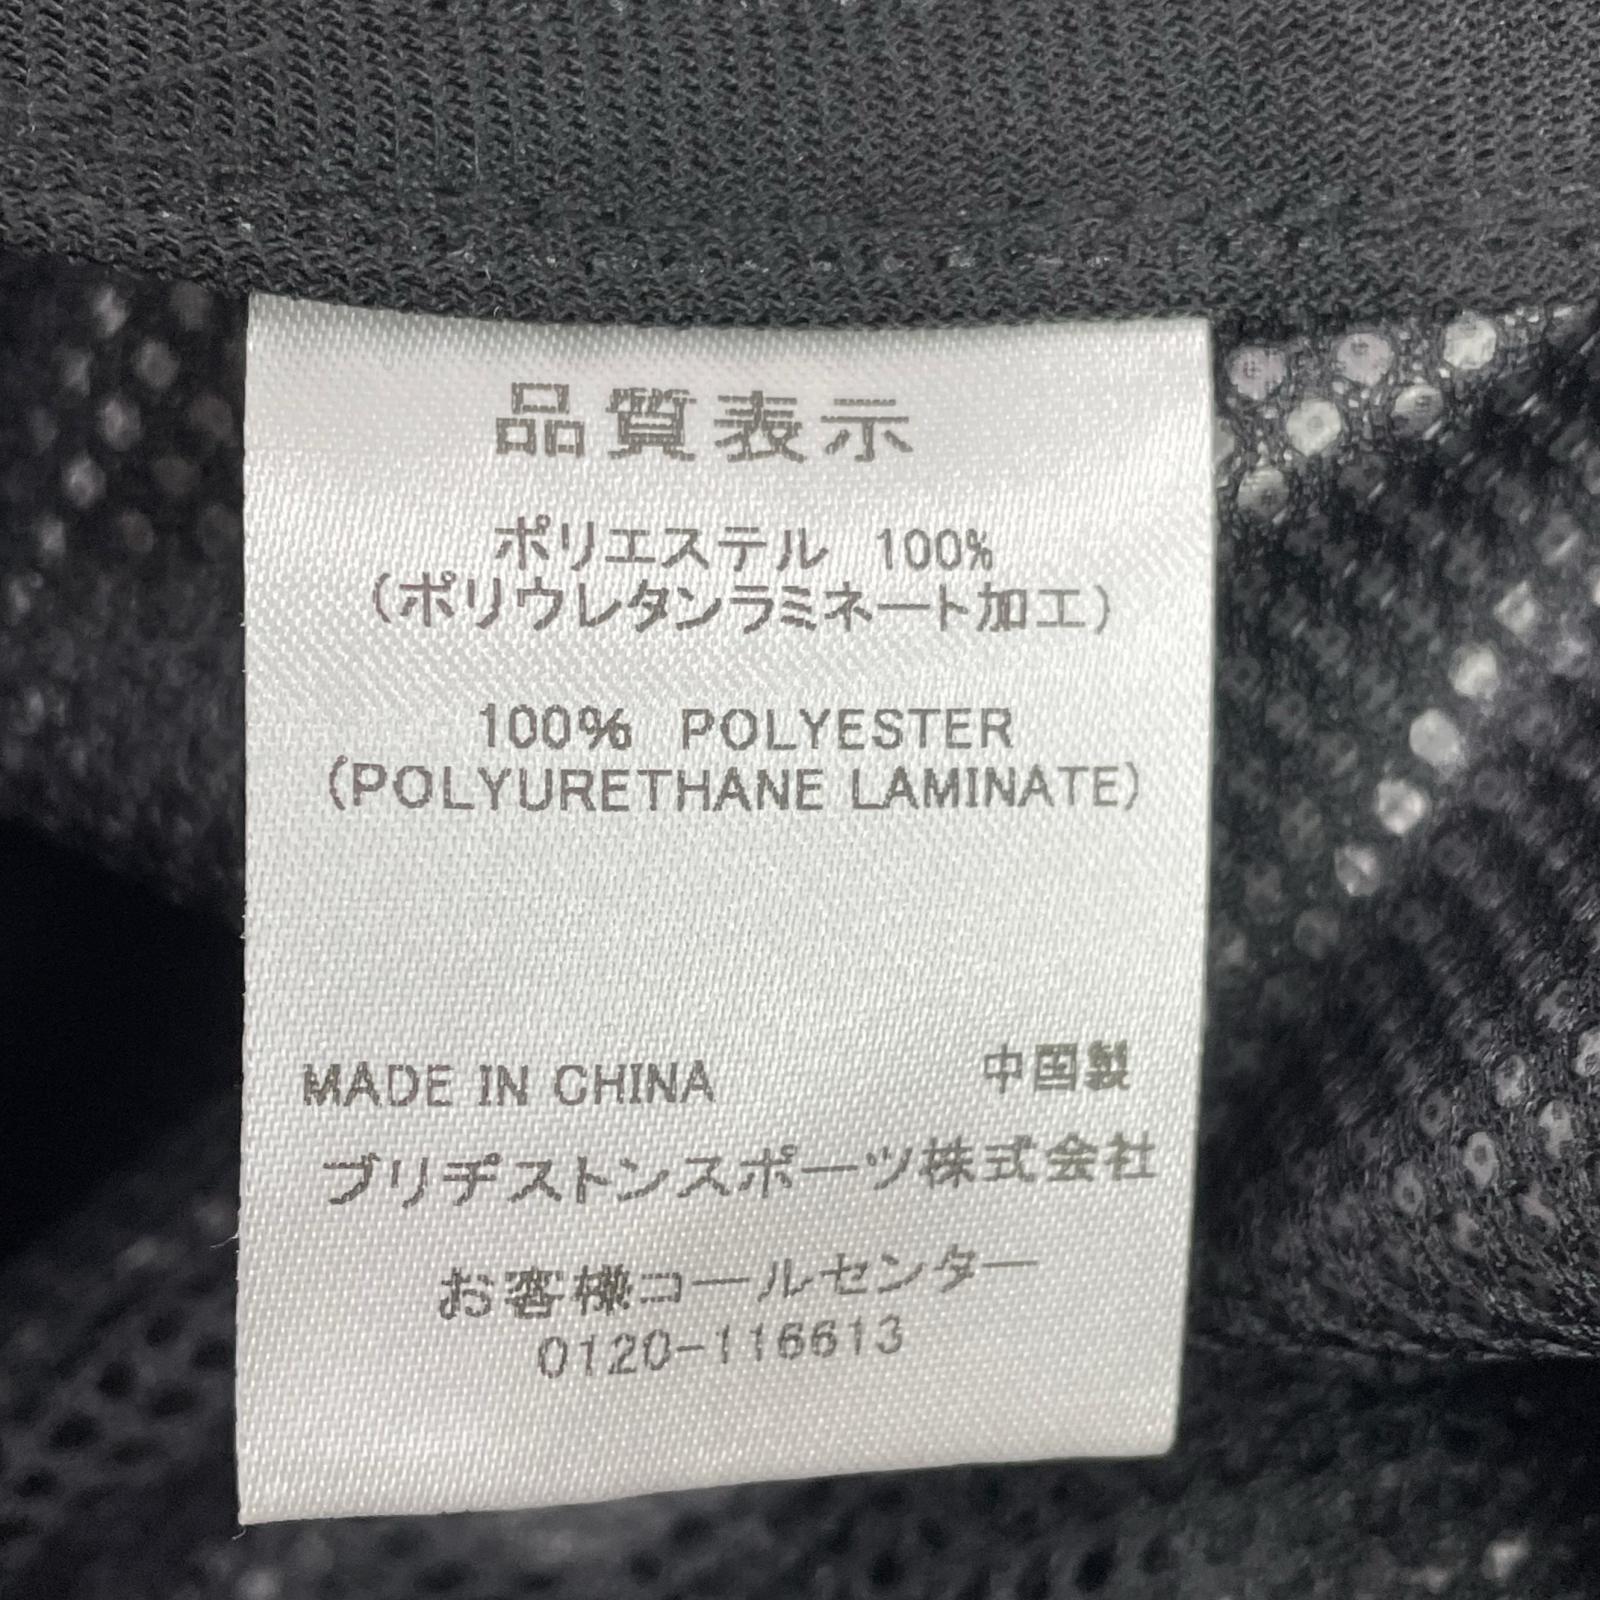 品質表示
ポリエステル 100%
(ポリウレタンラミネート加工)
100% POLYESTER
(POLYURETHANE LAMINATE)
MADE IN CHINA 中国製
ブリヂストンスポーツ株式会社
お客様コールセンター
0120-116613